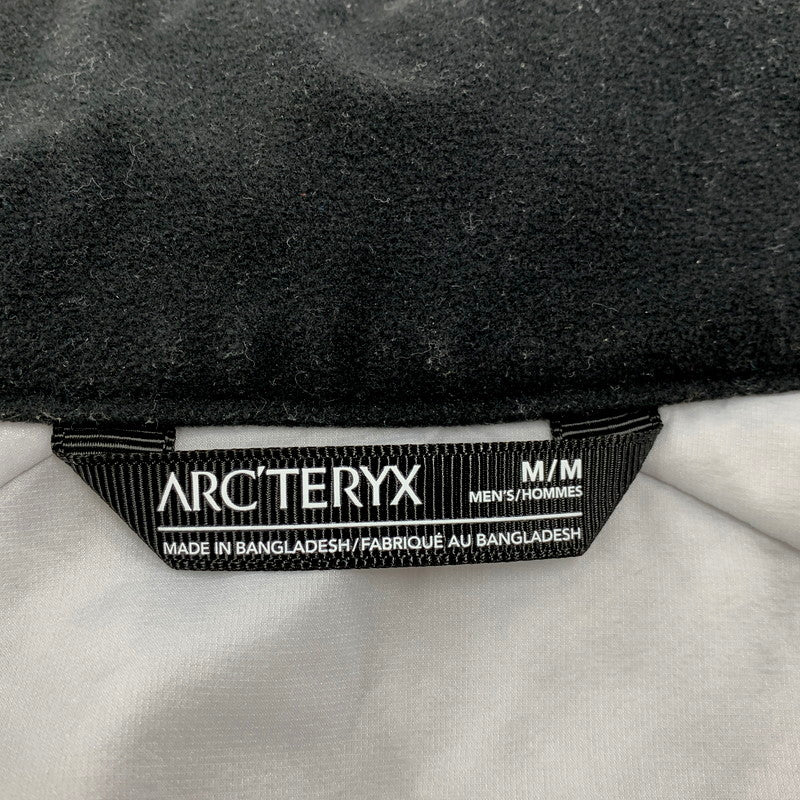 ARC'TERYX
M/M
MEN'S/HOMMES
MADE IN BANGLADESH/FABRIQUÉ AU BANGLADESH